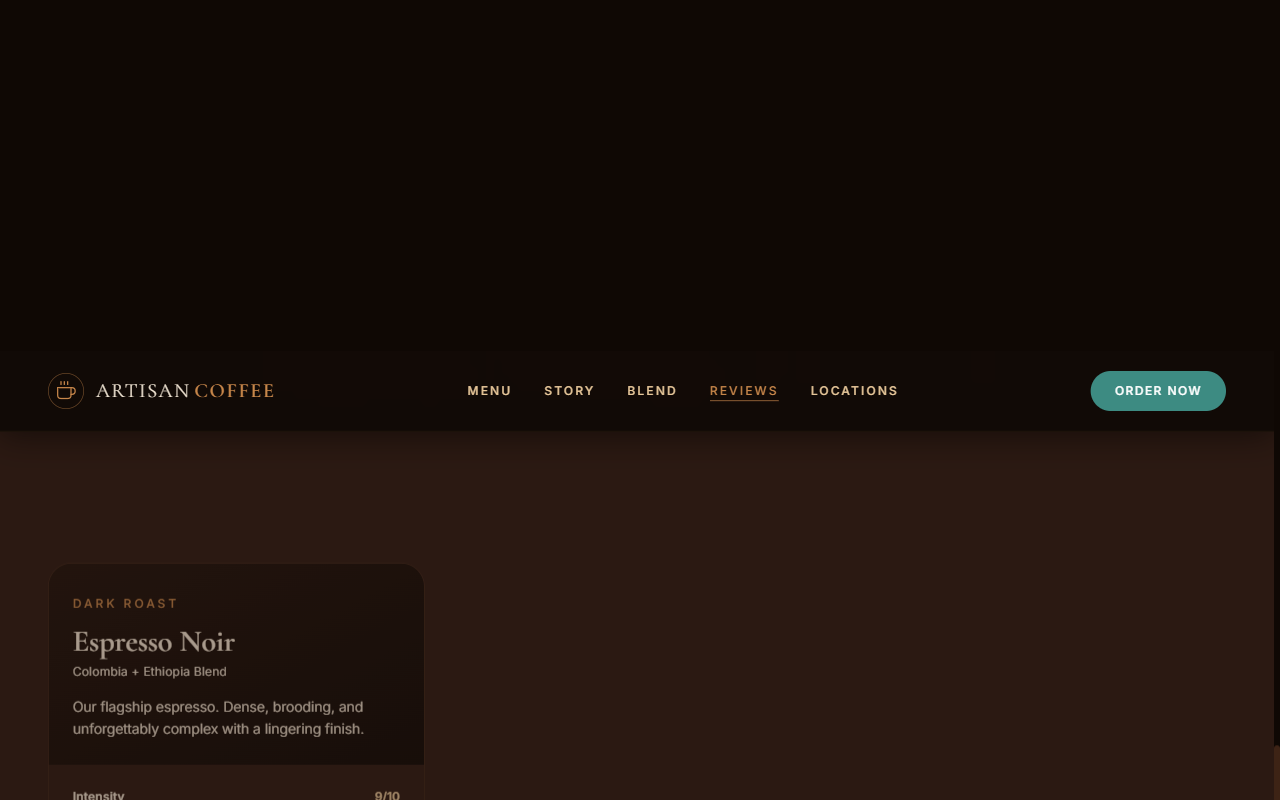 ARTISAN COFFEE
MENU STORY BLEND REVIEWS LOCATIONS
ORDER NOW
DARK ROAST
Espresso Noir
Colombia + Ethiopia Blend
Our flagship espresso. Dense, brooding, and
unforgettably complex with a lingering finish.
Intensity 9/10